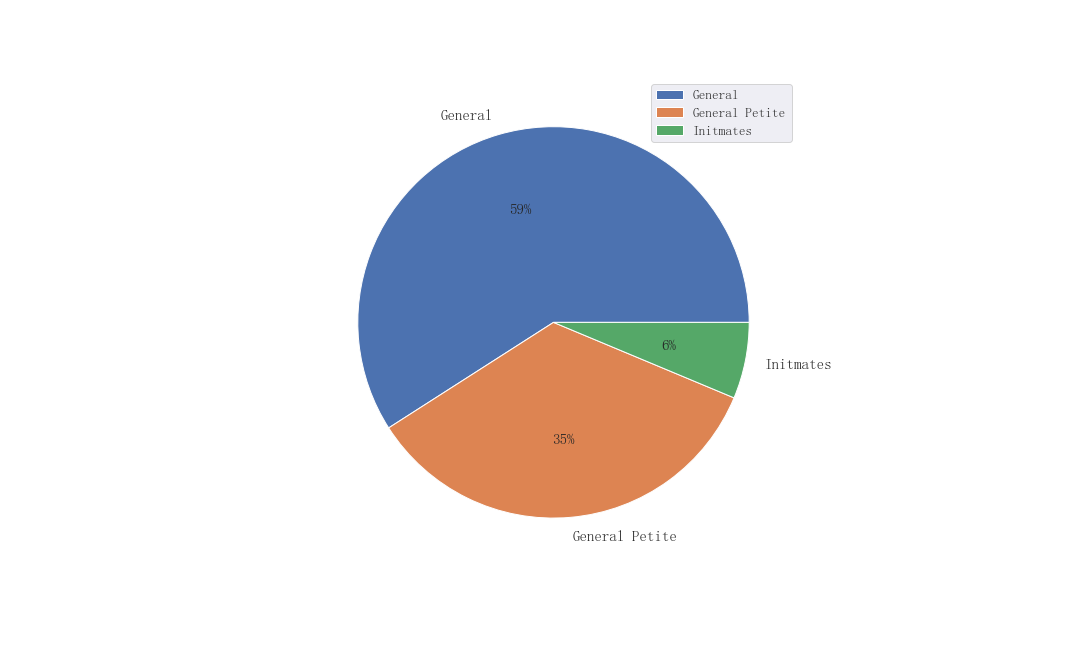 General
General Petite
Initmates
General
59%
6%
Initmates
35%
General Petite